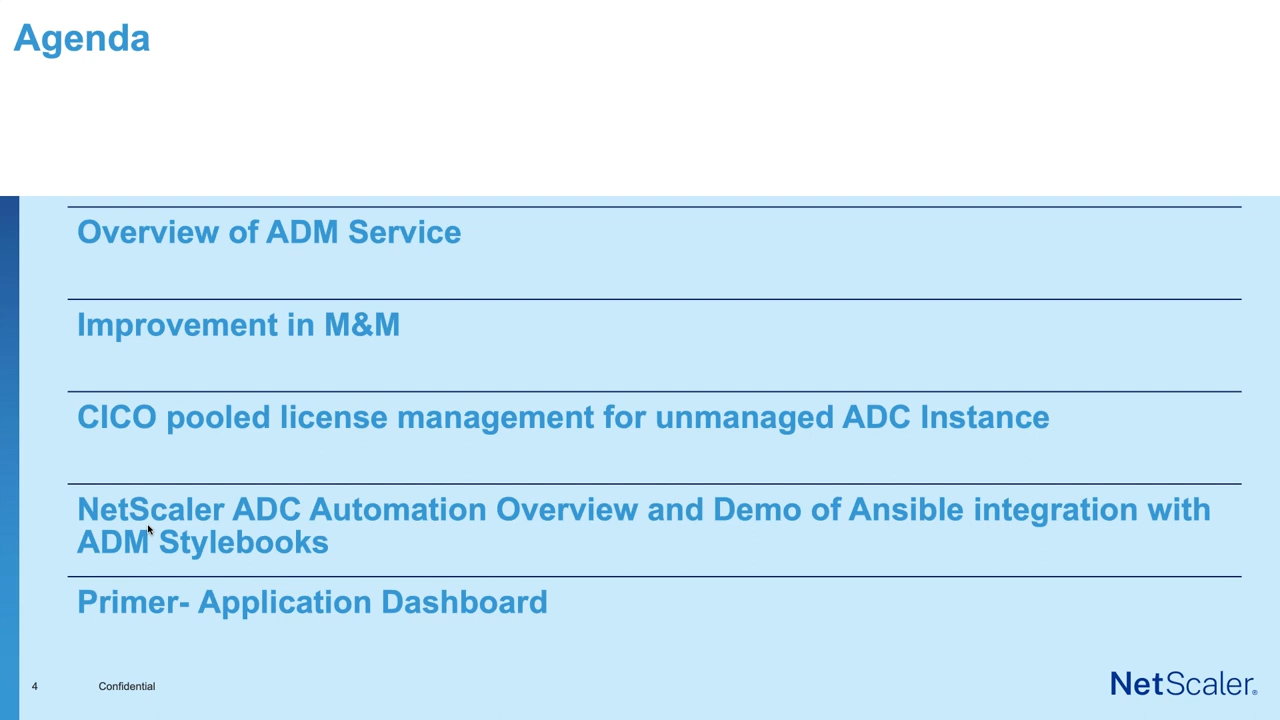 Agenda
Overview of ADM Service
Improvement in M&M
CICO pooled license management for unmanaged ADC Instance
NetScaler ADC Automation Overview and Demo of Ansible integration with
ADM Stylebooks
Primer- Application Dashboard
4
Confidential
NetScaler®